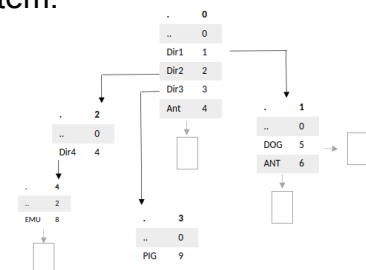 tem:
. 0
.. 0
Dir1 1
Dir2 2
Dir3 3
Ant 4
. 2
.. 0
Dir4 4
. 1
.. 0
DOG 5
ANT 6
. 4
.. 2
EMU 8
. 3
.. 0
PIG 9